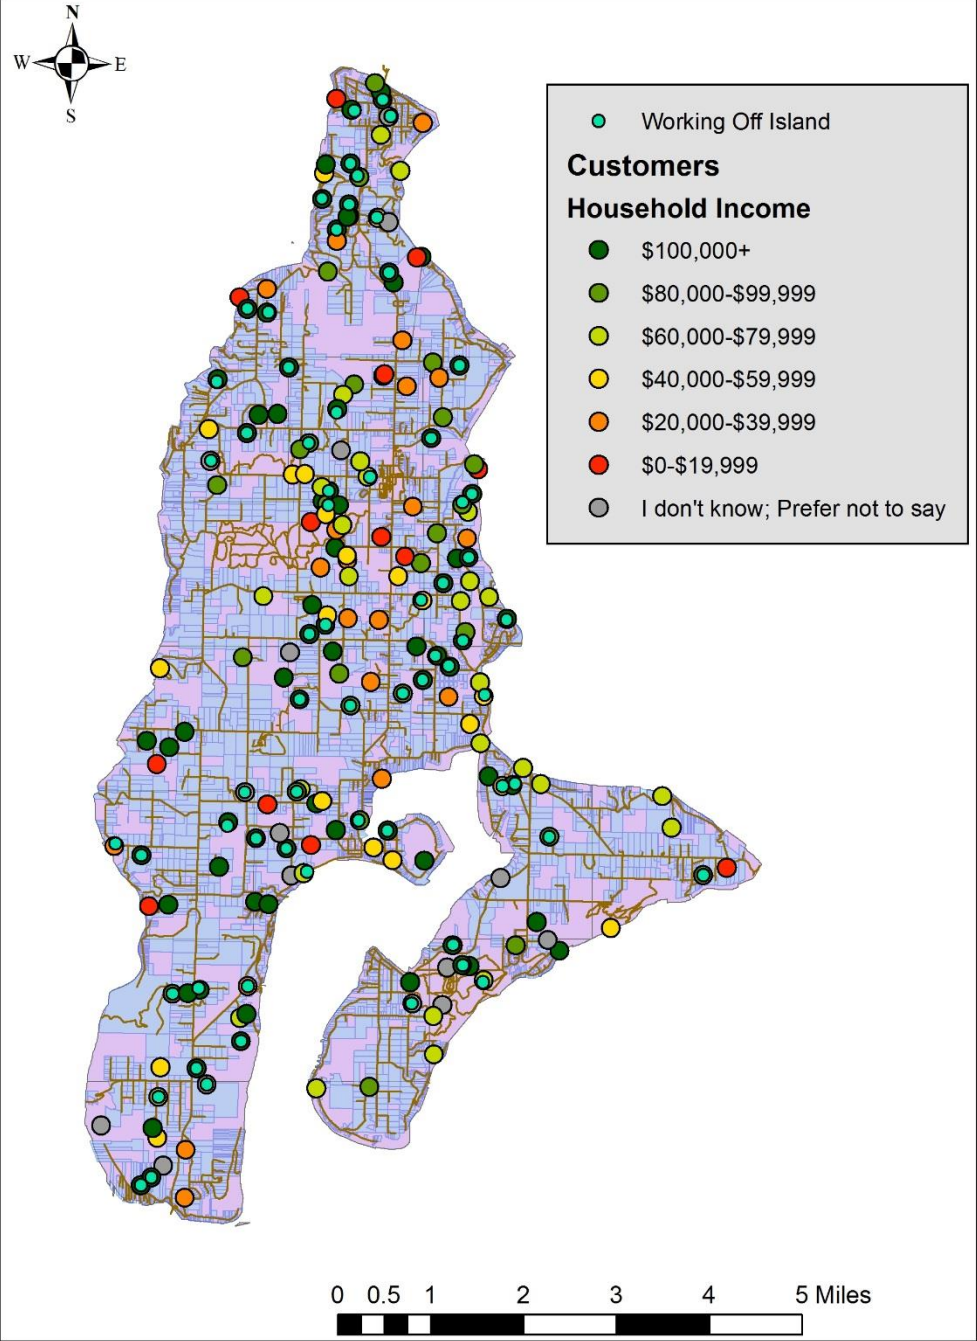 N
W E
S
Working Off Island
Customers
Household Income
$100,000+
$80,000-$99,999
$60,000-$79,999
$40,000-$59,999
$20,000-$39,999
$0-$19,999
I don't know; Prefer not to say
0 0.5 1 2 3 4 5 Miles